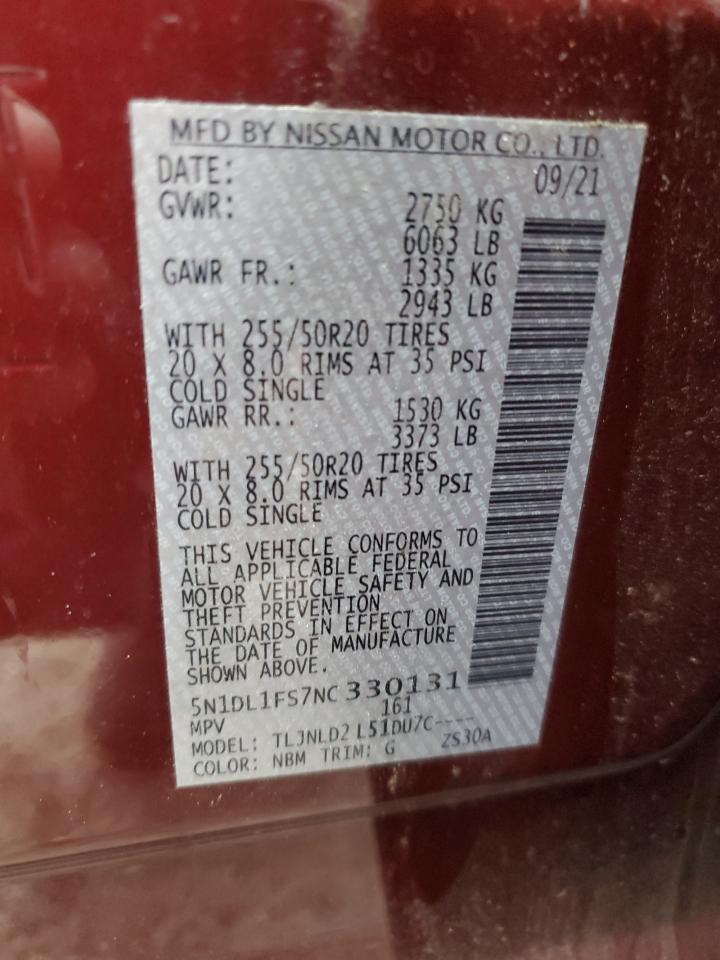 MFD BY NISSAN MOTOR CO., LTD.
DATE: 09/21
GVWR: 2750 KG
6063 LB
GAWR FR.: 1335 KG
2943 LB
WITH 255/50R20 TIRES
20 X 8.0 RIMS AT 35 PSI
COLD SINGLE
GAWR RR.: 1530 KG
3373 LB
WITH 255/50R20 TIRES
20 X 8.0 RIMS AT 35 PSI
COLD SINGLE
THIS VEHICLE CONFORMS TO
ALL APPLICABLE FEDERAL
MOTOR VEHICLE SAFETY AND
THEFT PREVENTION
STANDARDS IN EFFECT ON
THE DATE OF MANUFACTURE
SHOWN ABOVE.
5N1DL1FS7NC 330131
MPV 161
MODEL: TLJNLD2 L51DU7C----
COLOR: NBM TRIM: G ZS30A